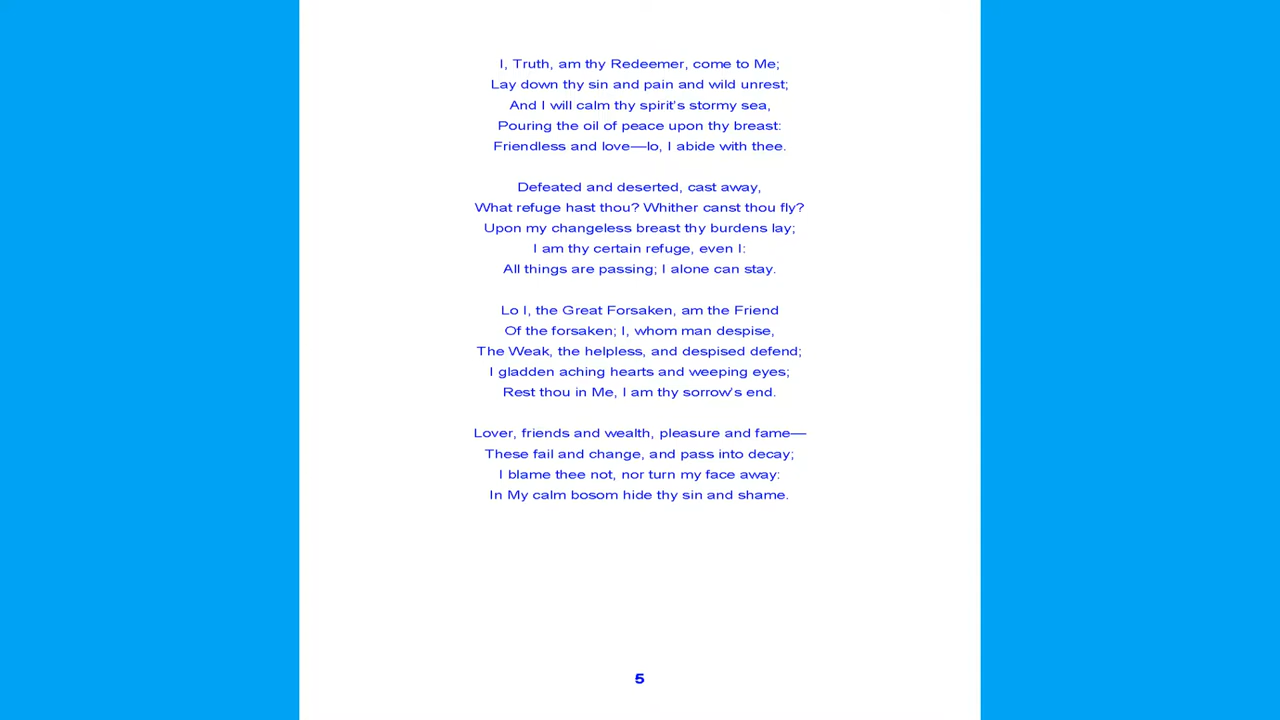 I, Truth, am thy Redeemer, come to Me;
Lay down thy sin and pain and wild unrest;
And I will calm thy spirit's stormy sea,
Pouring the oil of peace upon thy breast:
Friendless and love—lo, I abide with thee.
Defeated and deserted, cast away,
What refuge hast thou? Whither canst thou fly?
Upon my changeless breast thy burdens lay;
I am thy certain refuge, even I:
All things are passing; I alone can stay.
Lo I, the Great Forsaken, am the Friend
Of the forsaken; I, whom man despise,
The Weak, the helpless, and despised defend;
I gladden aching hearts and weeping eyes;
Rest thou in Me, I am thy sorrow's end.
Lover, friends and wealth, pleasure and fame—
These fail and change, and pass into decay;
I blame thee not, nor turn my face away:
In My calm bosom hide thy sin and shame.
5